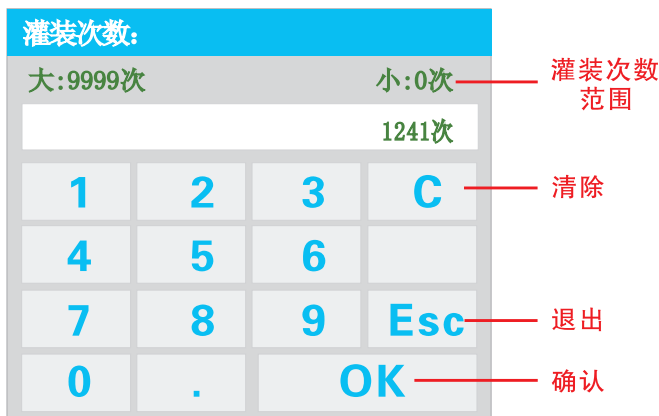 灌装次数:
大:9999次 小:0次
灌装次数
范围
1241次
1 2 3 C
清除
4 5 6
7 8 9 Esc
退出
0 . OK
确认